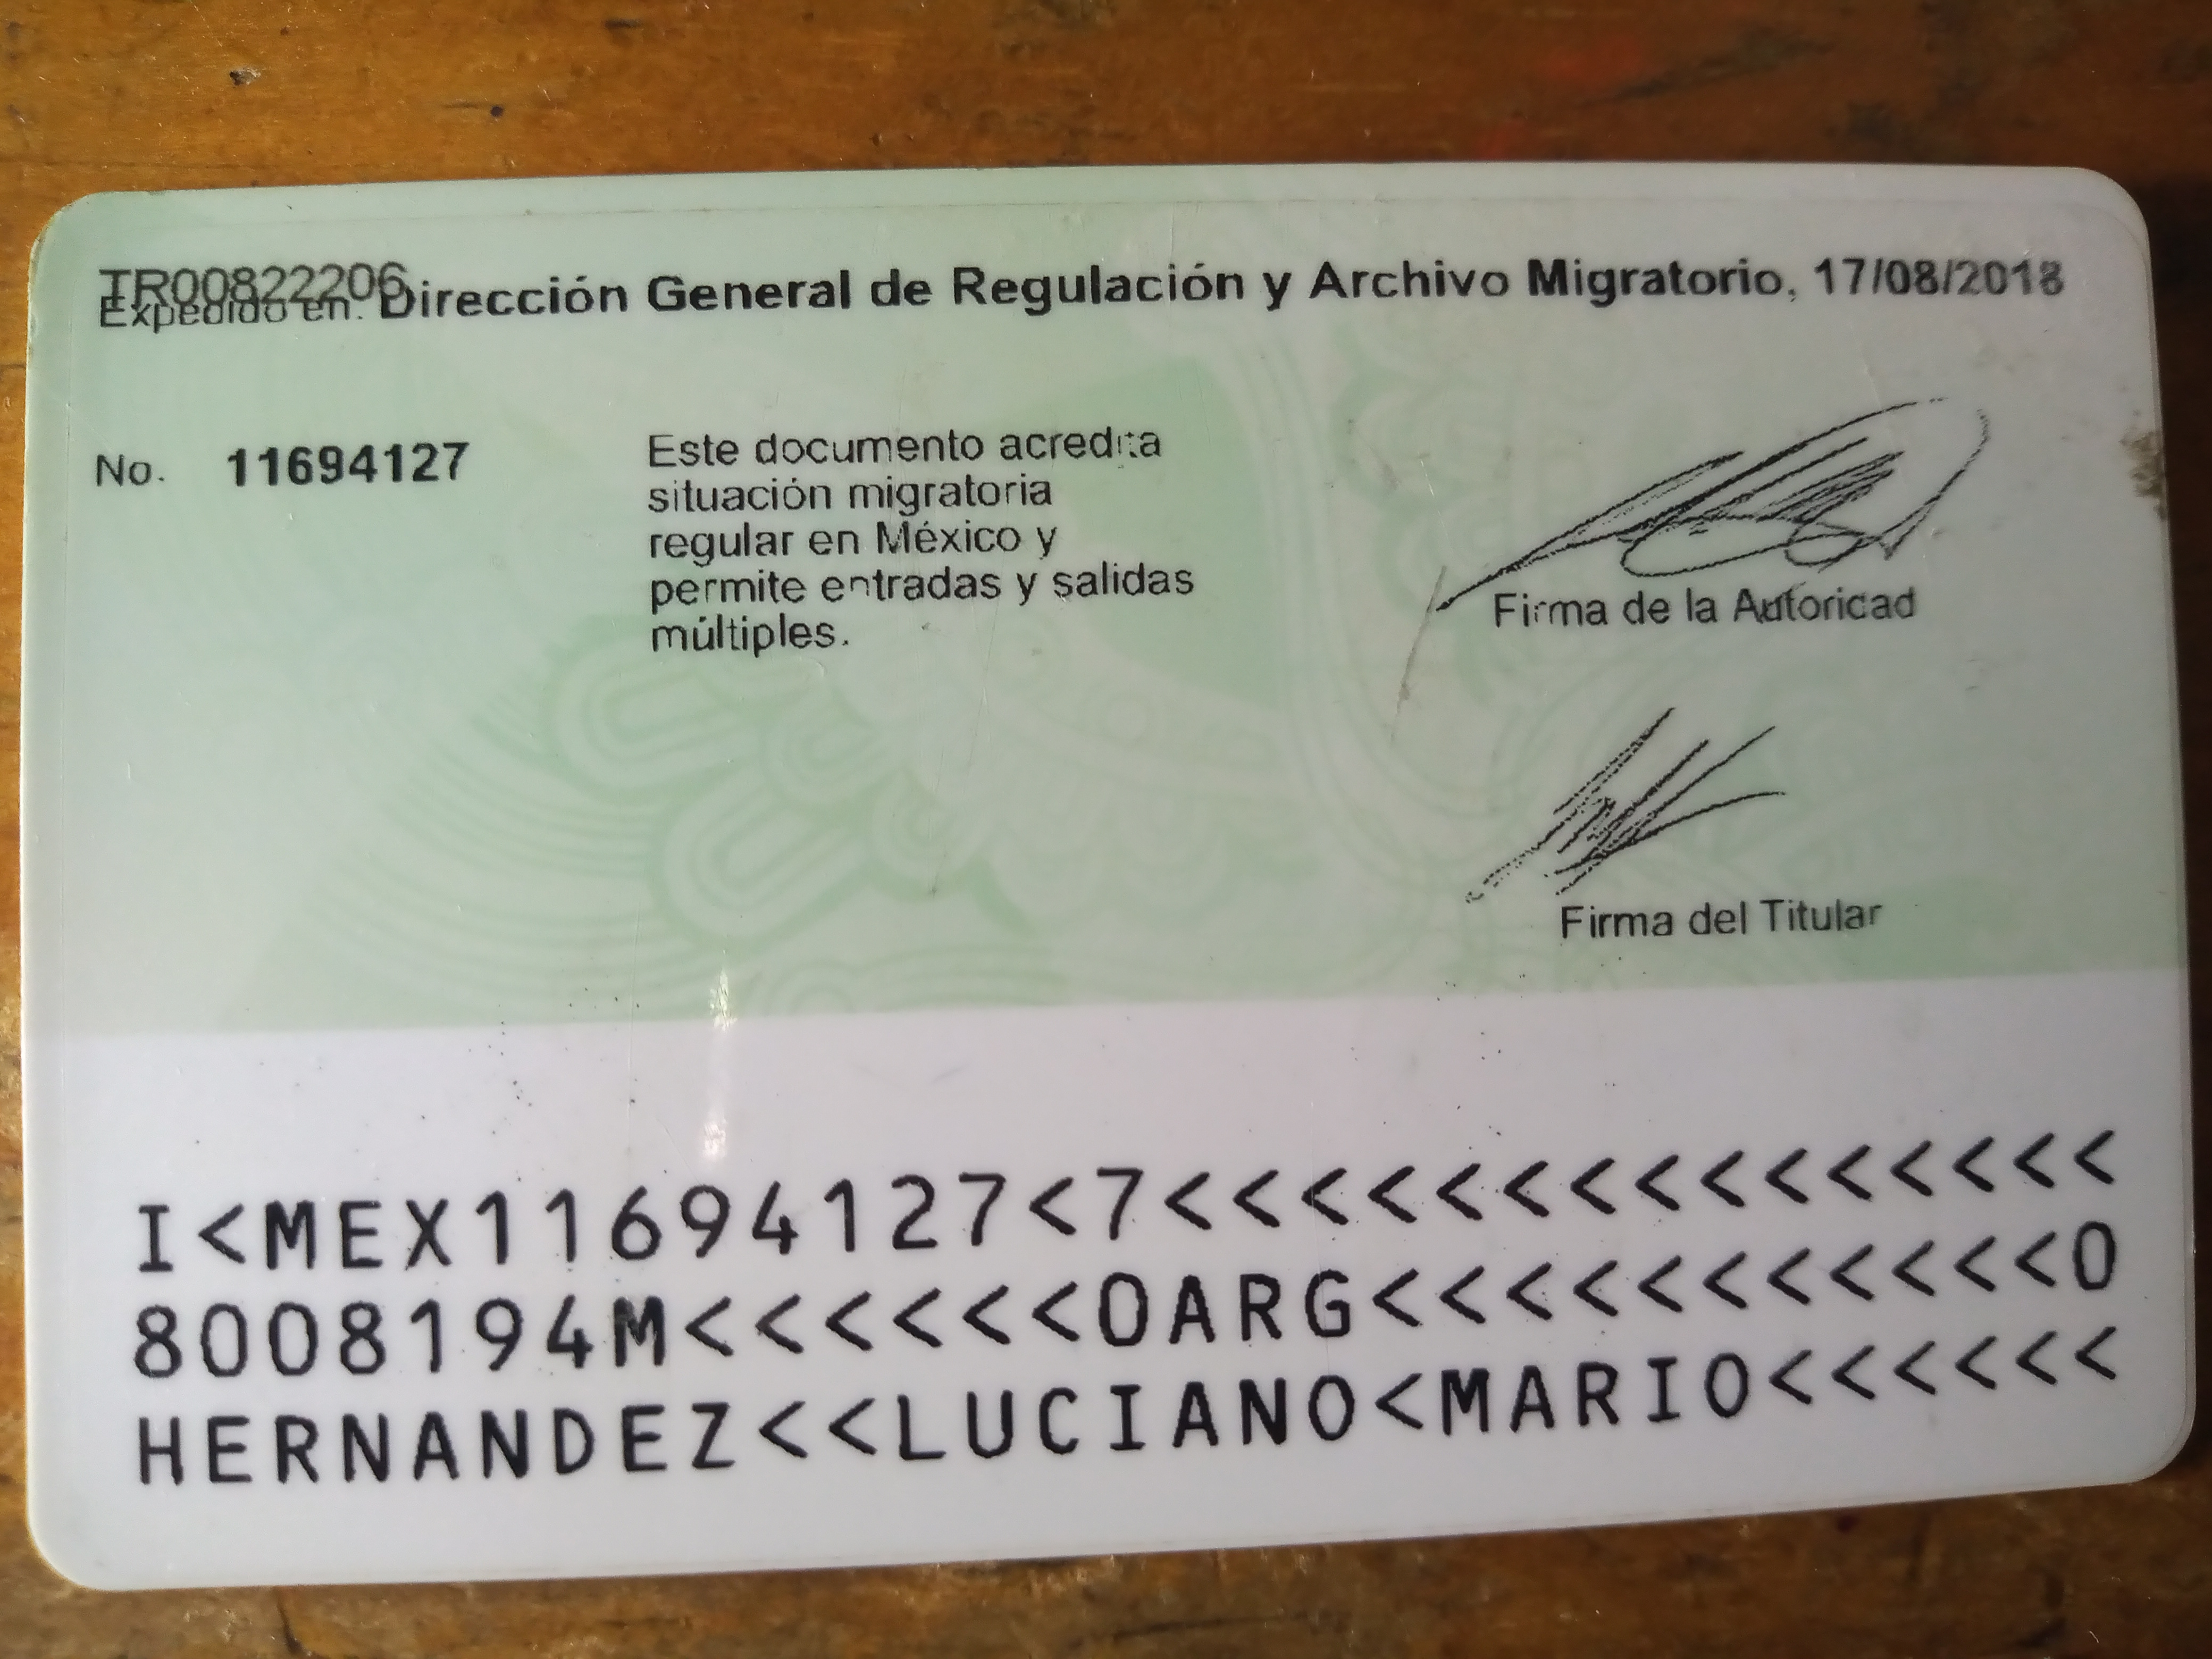 TR00822206
Expedido en: Dirección General de Regulación y Archivo Migratorio, 17/08/2018
No. 11694127
Este documento acredita
situación migratoria
regular en México y
permite entradas y salidas
múltiples.
Firma de la Autoridad
Firma del Titular
I<MEX11694127<7<<<<<<<<<<<<<<<
8008194M<<<<<<0ARG<<<<<<<<<<<0
HERNANDEZ<<LUCIANO<MARIO<<<<<<